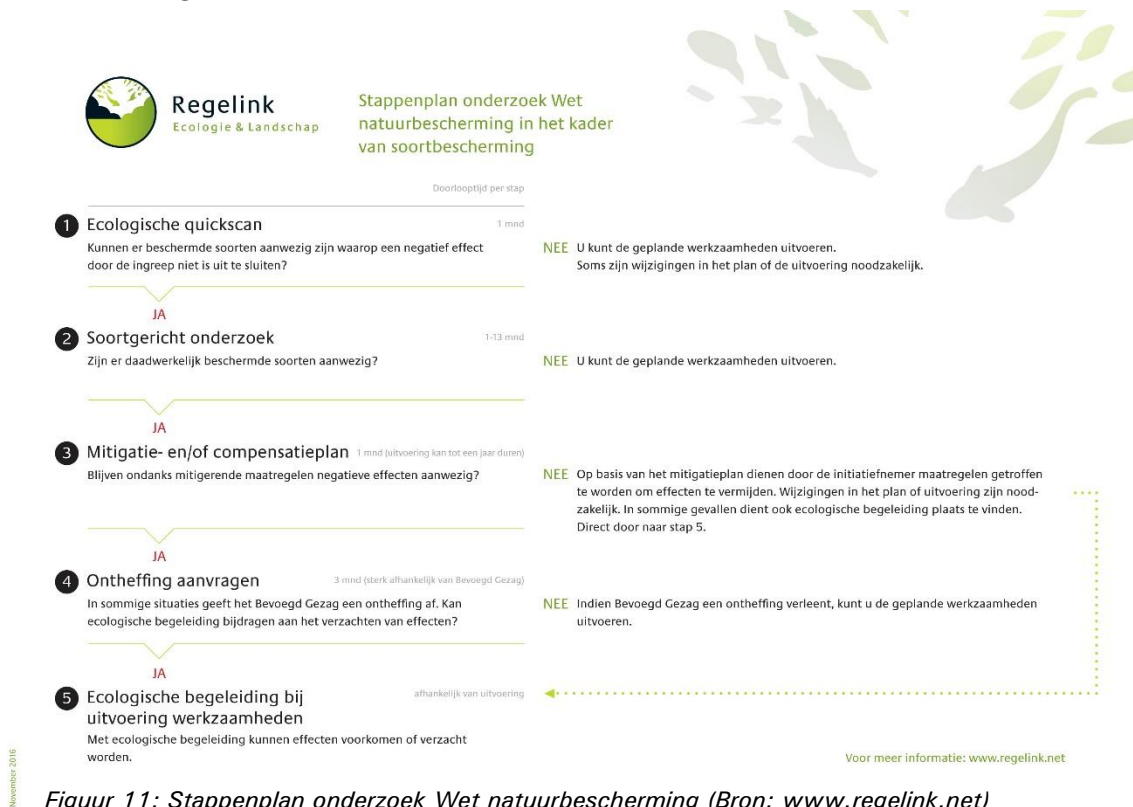 Regelink
Ecologie & Landschap
Stappenplan onderzoek Wet
natuurbescherming in het kader
van soortbescherming
Doorlooptijd per stap
1 Ecologische quickscan 1 mnd
Kunnen er beschermde soorten aanwezig zijn waarop een negatief effect
door de ingreep niet is uit te sluiten?
NEE U kunt de geplande werkzaamheden uitvoeren.
Soms zijn wijzigingen in het plan of de uitvoering noodzakelijk.
JA
2 Soortgericht onderzoek 1-13 mnd
Zijn er daadwerkelijk beschermde soorten aanwezig?
NEE U kunt de geplande werkzaamheden uitvoeren.
JA
3 Mitigatie- en/of compensatieplan 1 mnd (uitvoering kan tot een jaar duren)
Blijven ondanks mitigerende maatregelen negatieve effecten aanwezig?
NEE Op basis van het mitigatieplan dienen door de initiatiefnemer maatregelen getroffen
te worden om effecten te vermijden. Wijzigingen in het plan of uitvoering zijn nood-
zakelijk. In sommige gevallen dient ook ecologische begeleiding plaats te vinden.
Direct door naar stap 5.
JA
4 Ontheffing aanvragen 3 mnd (sterk afhankelijk van Bevoegd Gezag)
In sommige situaties geeft het Bevoegd Gezag een ontheffing af. Kan
ecologische begeleiding bijdragen aan het verzachten van effecten?
NEE Indien Bevoegd Gezag een ontheffing verleent, kunt u de geplande werkzaamheden
uitvoeren.
JA
5 Ecologische begeleiding bij afhankelijk van uitvoering
uitvoering werkzaamheden
Met ecologische begeleiding kunnen effecten voorkomen of verzacht
worden.
Voor meer informatie: www.regelink.net
November 2016
Figuur 11: Stappenplan onderzoek Wet natuurbescherming (Bron: www.regelink.net)